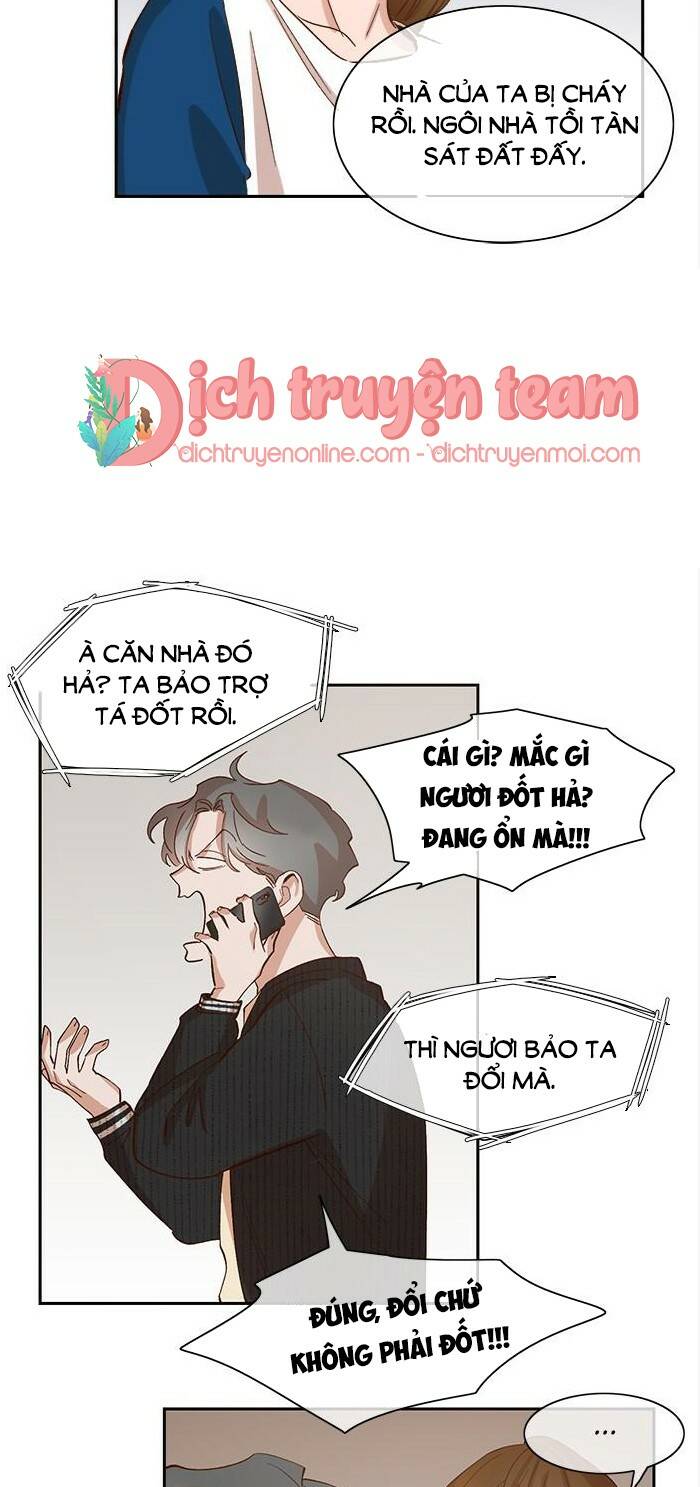 NHÀ CỦA TA BỊ CHÁY
RỒI. NGÔI NHÀ TỒI TÀN
SÁT ĐẤT ĐẤY.
Dịch truyện team
dichtruyenonline.com - dichtruyenmoi.com
À CĂN NHÀ ĐÓ
HẢ? TA BẢO TRỢ
TÁ ĐỐT RỒI.
CÁI GÌ? MẮC GÌ
NGƯƠI ĐỐT HẢ?
ĐANG ỔN MÀ!!!
THÌ NGƯƠI BẢO TA
ĐỔI MÀ.
ĐÚNG, ĐỔI CHỨ
KHÔNG PHẢI ĐỐT!!!
...